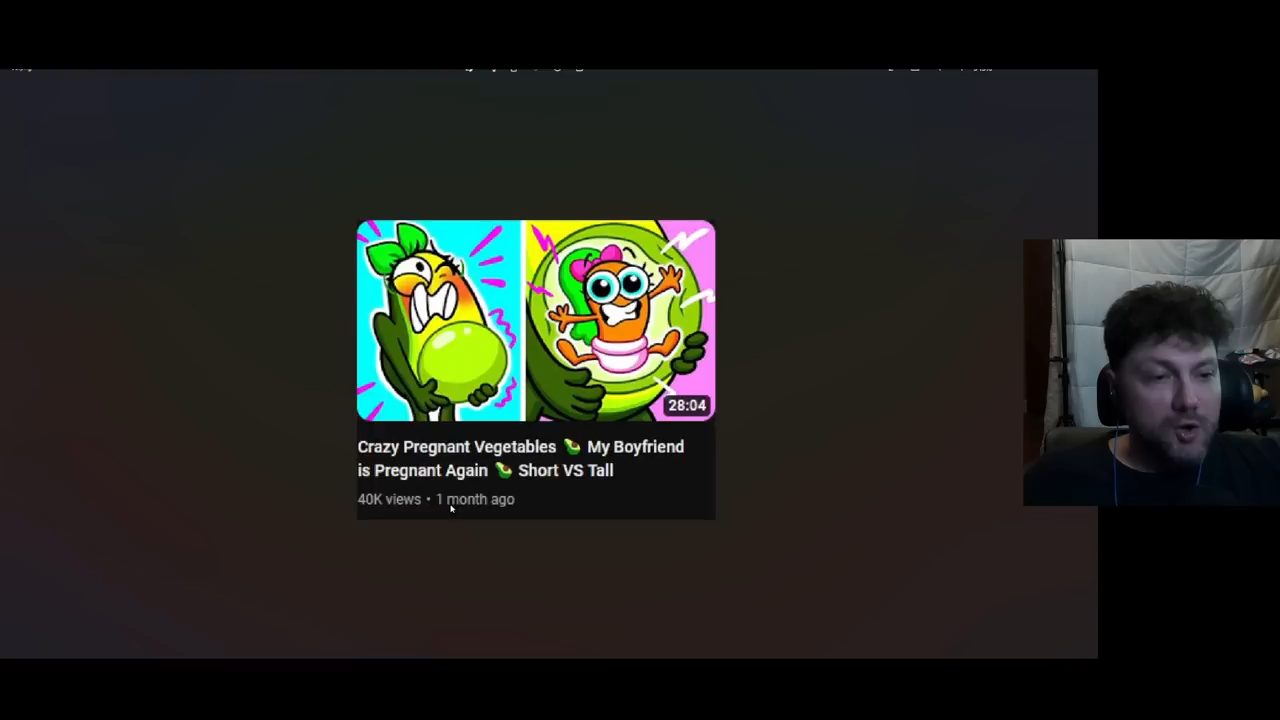 28:04
Crazy Pregnant Vegetables 🥑 My Boyfriend
is Pregnant Again 🥑 Short VS Tall
40K views • 1 month ago